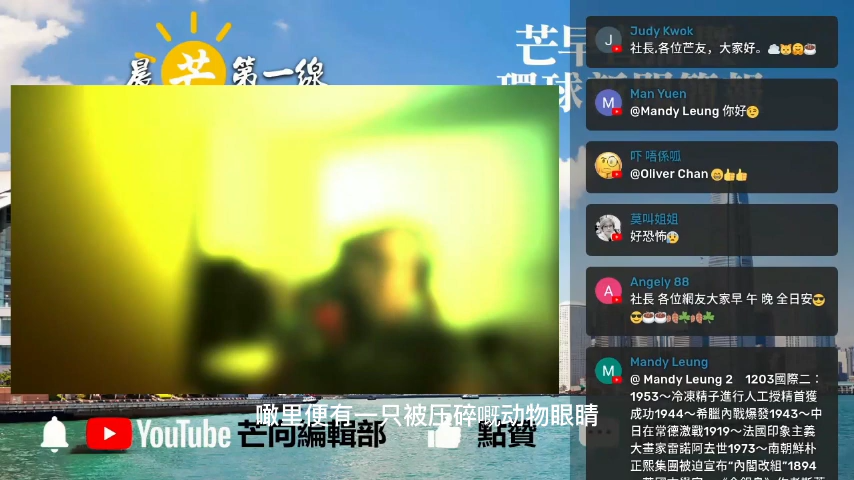 晨 芒 第一線
芒早
環球新聞簡報
Judy Kwok
社長,各位芒友，大家好。
Man Yuen
@Mandy Leung 你好
吓 唔係呱
@Oliver Chan
莫叫姐姐
好恐怖
Angely 88
社長 各位網友大家早 午 晚 全日安
Mandy Leung
@ Mandy Leung 2 1203國際二：
1953～冷凍精子進行人工授精首獲
成功1944～希臘內戰爆發1943～中
日在常德激戰1919～法國印象主義
大畫家雷諾阿去世1973～南朝鮮朴
正熙集團被迫宣布“內閣改組”1894
噉里便有一只被压碎嘅动物眼睛
YouTube 芒向編輯部 點贊